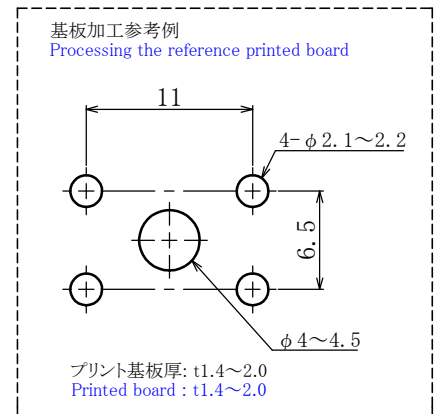 基板加工参考例
Processing the reference printed board
11
4-φ2.1～2.2
6.5
φ4～4.5
プリント基板厚: t1.4～2.0
Printed board : t1.4～2.0